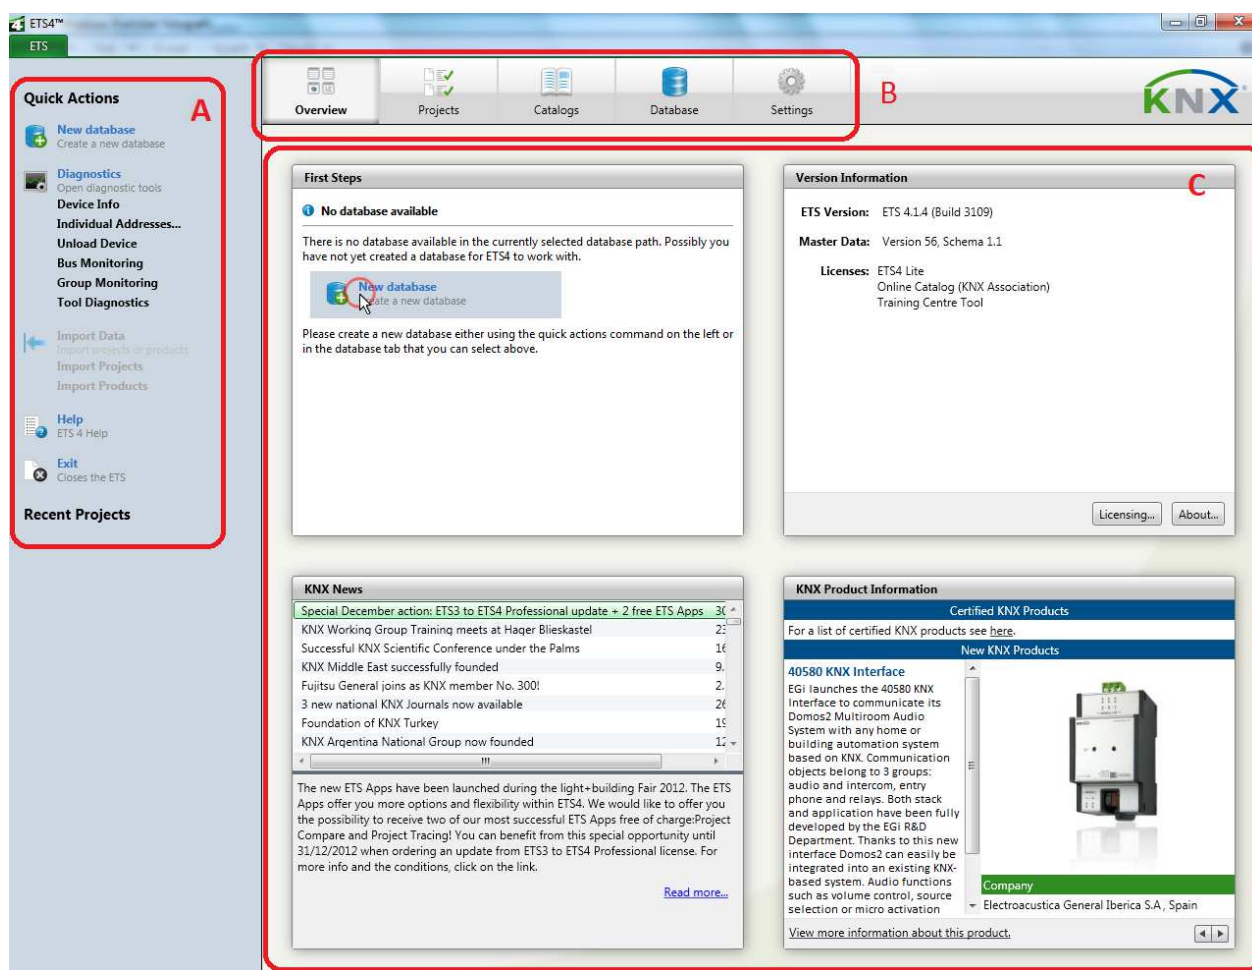 ETS4™
ETS
Quick Actions
A
New database
Create a new database
Diagnostics
Open diagnostic tools
Device Info
Individual Addresses...
Unload Device
Bus Monitoring
Group Monitoring
Tool Diagnostics
Import Data
Import projects or products
Import Projects
Import Products
Help
ETS 4 Help
Exit
Closes the ETS
Recent Projects
Overview
Projects
Catalogs
Database
Settings
B
KNX
C
First Steps
No database available
There is no database available in the currently selected database path. Possibly you
have not yet created a database for ETS4 to work with.
New database
Create a new database
Please create a new database either using the quick actions command on the left or
in the database tab that you can select above.
Version Information
ETS Version: ETS 4.1.4 (Build 3109)
Master Data: Version 56, Schema 1.1
Licenses: ETS4 Lite
Online Catalog (KNX Association)
Training Centre Tool
Licensing... About...
KNX News
Special December action: ETS3 to ETS4 Professional update + 2 free ETS Apps
KNX Working Group Training meets at Hager Blieskastel
Successful KNX Scientific Conference under the Palms
KNX Middle East successfully founded 9.
Fujitsu General joins as KNX member No. 300! 2.
3 new national KNX Journals now available
Foundation of KNX Turkey
KNX Argentina National Group now founded
The new ETS Apps have been launched during the light+building Fair 2012. The ETS
Apps offer you more options and flexibility within ETS4. We would like to offer you
the possibility to receive two of our most successful ETS Apps free of charge:Project
Compare and Project Tracing! You can benefit from this special opportunity until
31/12/2012 when ordering an update from ETS3 to ETS4 Professional license. For
more info and the conditions, click on the link.
Read more...
KNX Product Information
Certified KNX Products
For a list of certified KNX products see here.
New KNX Products
40580 KNX Interface
EGi launches the 40580 KNX
Interface to communicate its
Domos2 Multiroom Audio
System with any home or
building automation system
based on KNX. Communication
objects belong to 3 groups:
audio and intercom, entry
phone and relays. Both stack
and application have been fully
developed by the EGi R&D
Department. Thanks to this new
interface Domos2 can easily be
integrated into an existing KNX-
based system. Audio functions
such as volume control, source
selection or micro activation
Company
Electroacustica General Iberica S.A , Spain
View more information about this product.